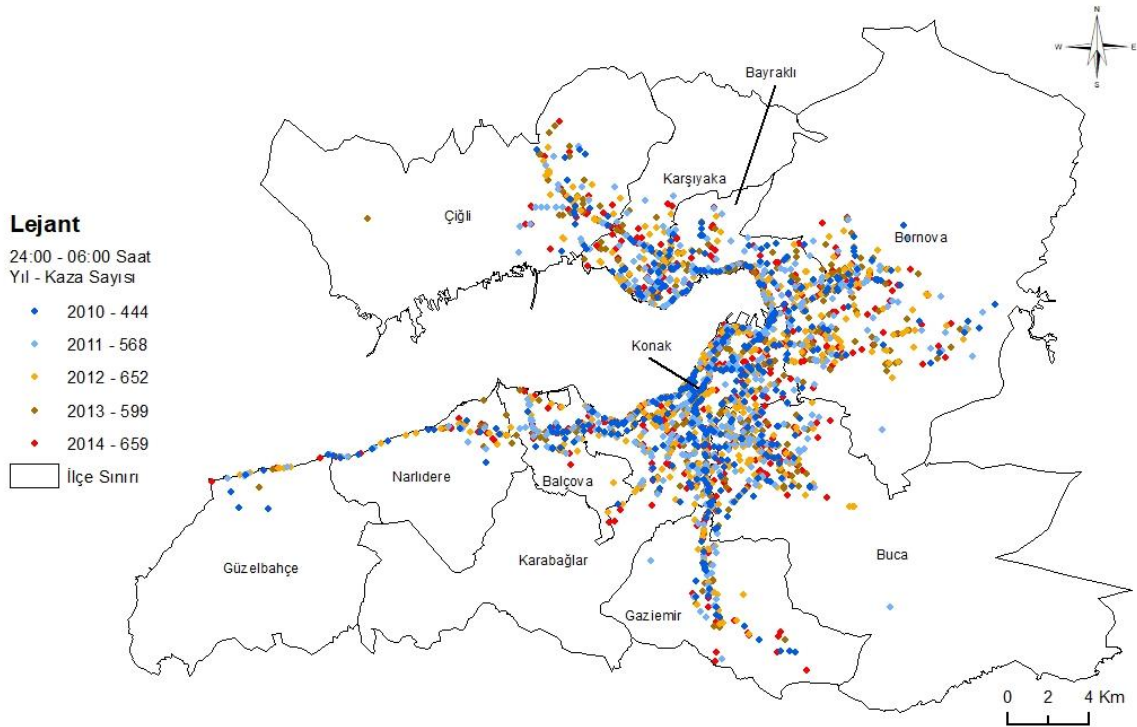 N
W E
S
Bayraklı
Karşıyaka
Çiğli
Bornova
Lejant
24:00 - 06:00 Saat
Yıl - Kaza Sayısı
2010 - 444
2011 - 568
2012 - 652
2013 - 599
2014 - 659
İlçe Sınırı
Konak
Narlıdere
Balçova
Güzelbahçe
Karabağlar
Buca
Gaziemir
0 2 4 Km